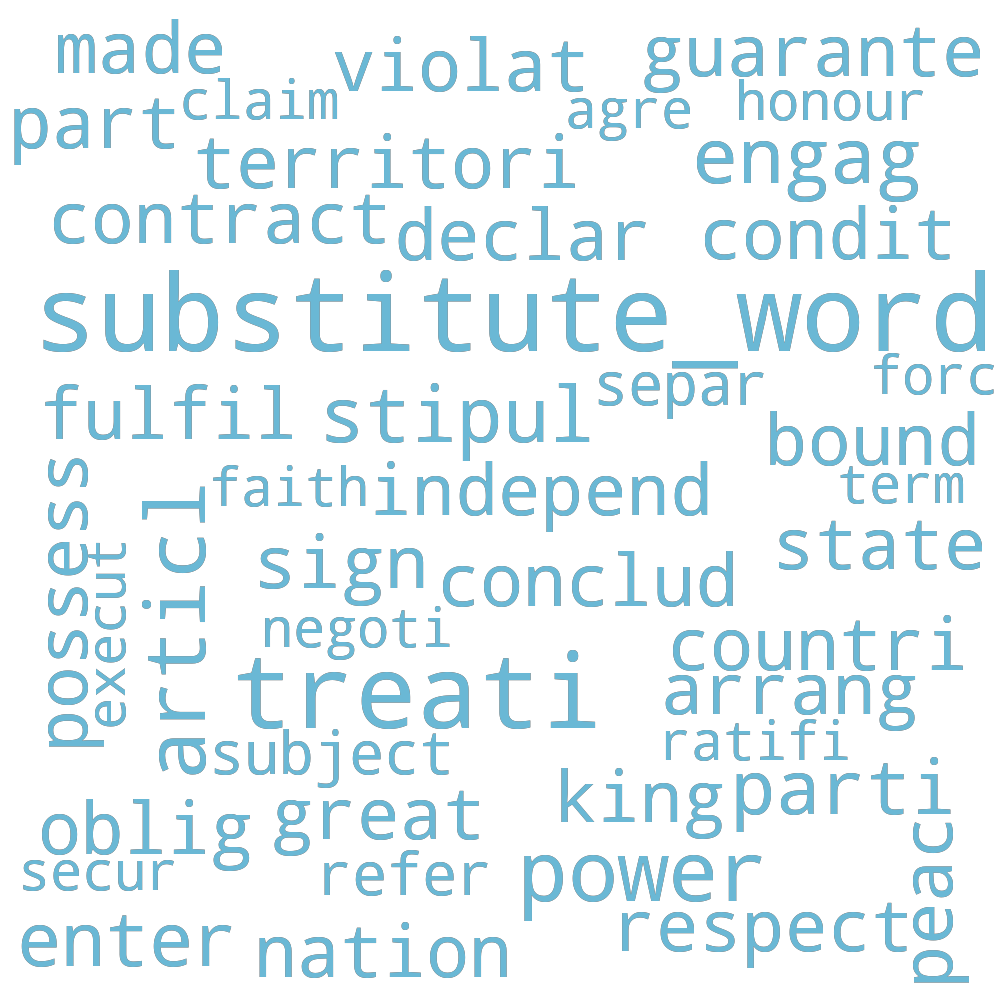 made
violat
guarante
part
claim
agre
honour
territori
engag
contract
declar
condit
substitute_word
separ
forc
fulfil
stipul
bound
possess
articl
faith
independ
term
execut
sign
conclud
state
negoti
countri
treati
arrang
subject
ratifi
king
parti
oblig
great
peac
secur
refer
power
respect
enter
nation